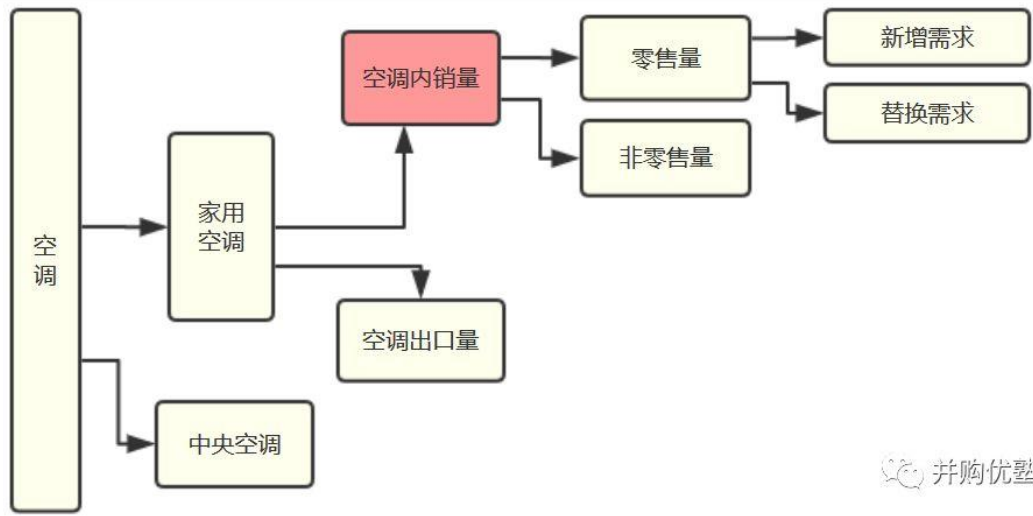 空
调
家用
空调
中央空调
空调内销量
空调出口量
零售量
非零售量
新增需求
替换需求
并购优塾